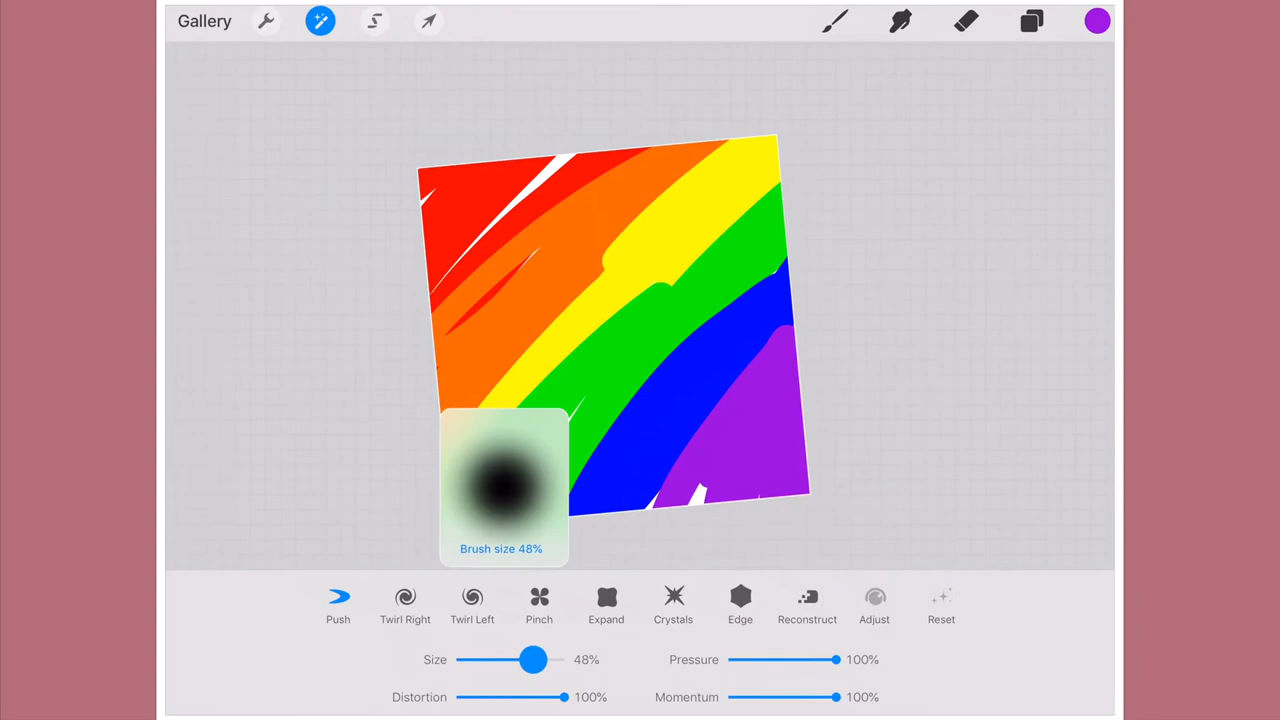 Gallery
Brush size 48%
Push Twirl Right Twirl Left Pinch Expand Crystals Edge Reconstruct Adjust Reset
Size 48% Pressure 100%
Distortion 100% Momentum 100%